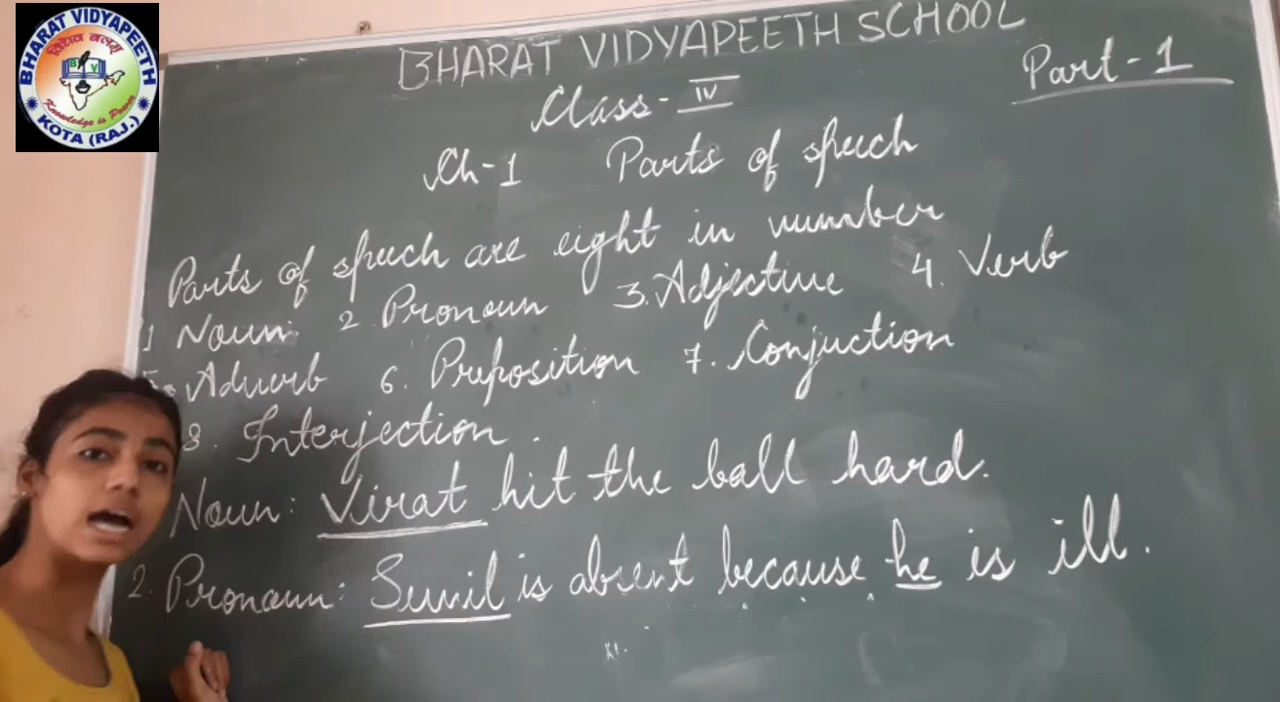 BHARAT VIDYAPEETH
विद्यैव बलम्
B V
Knowledge is Power
KOTA (RAJ.)
BHARAT VIDYAPEETH SCHOOL
Part-1
Class-IV
Ch-1 Parts of speech
Parts of speech are eight in number
1 Noun 2. Pronoun 3. Adjective 4. Verb
5. Adverb 6. Preposition 7. Conjuction
8. Interjection.
Noun: Virat hit the ball hard.
2. Pronoun: Sunil is absent because he is ill.